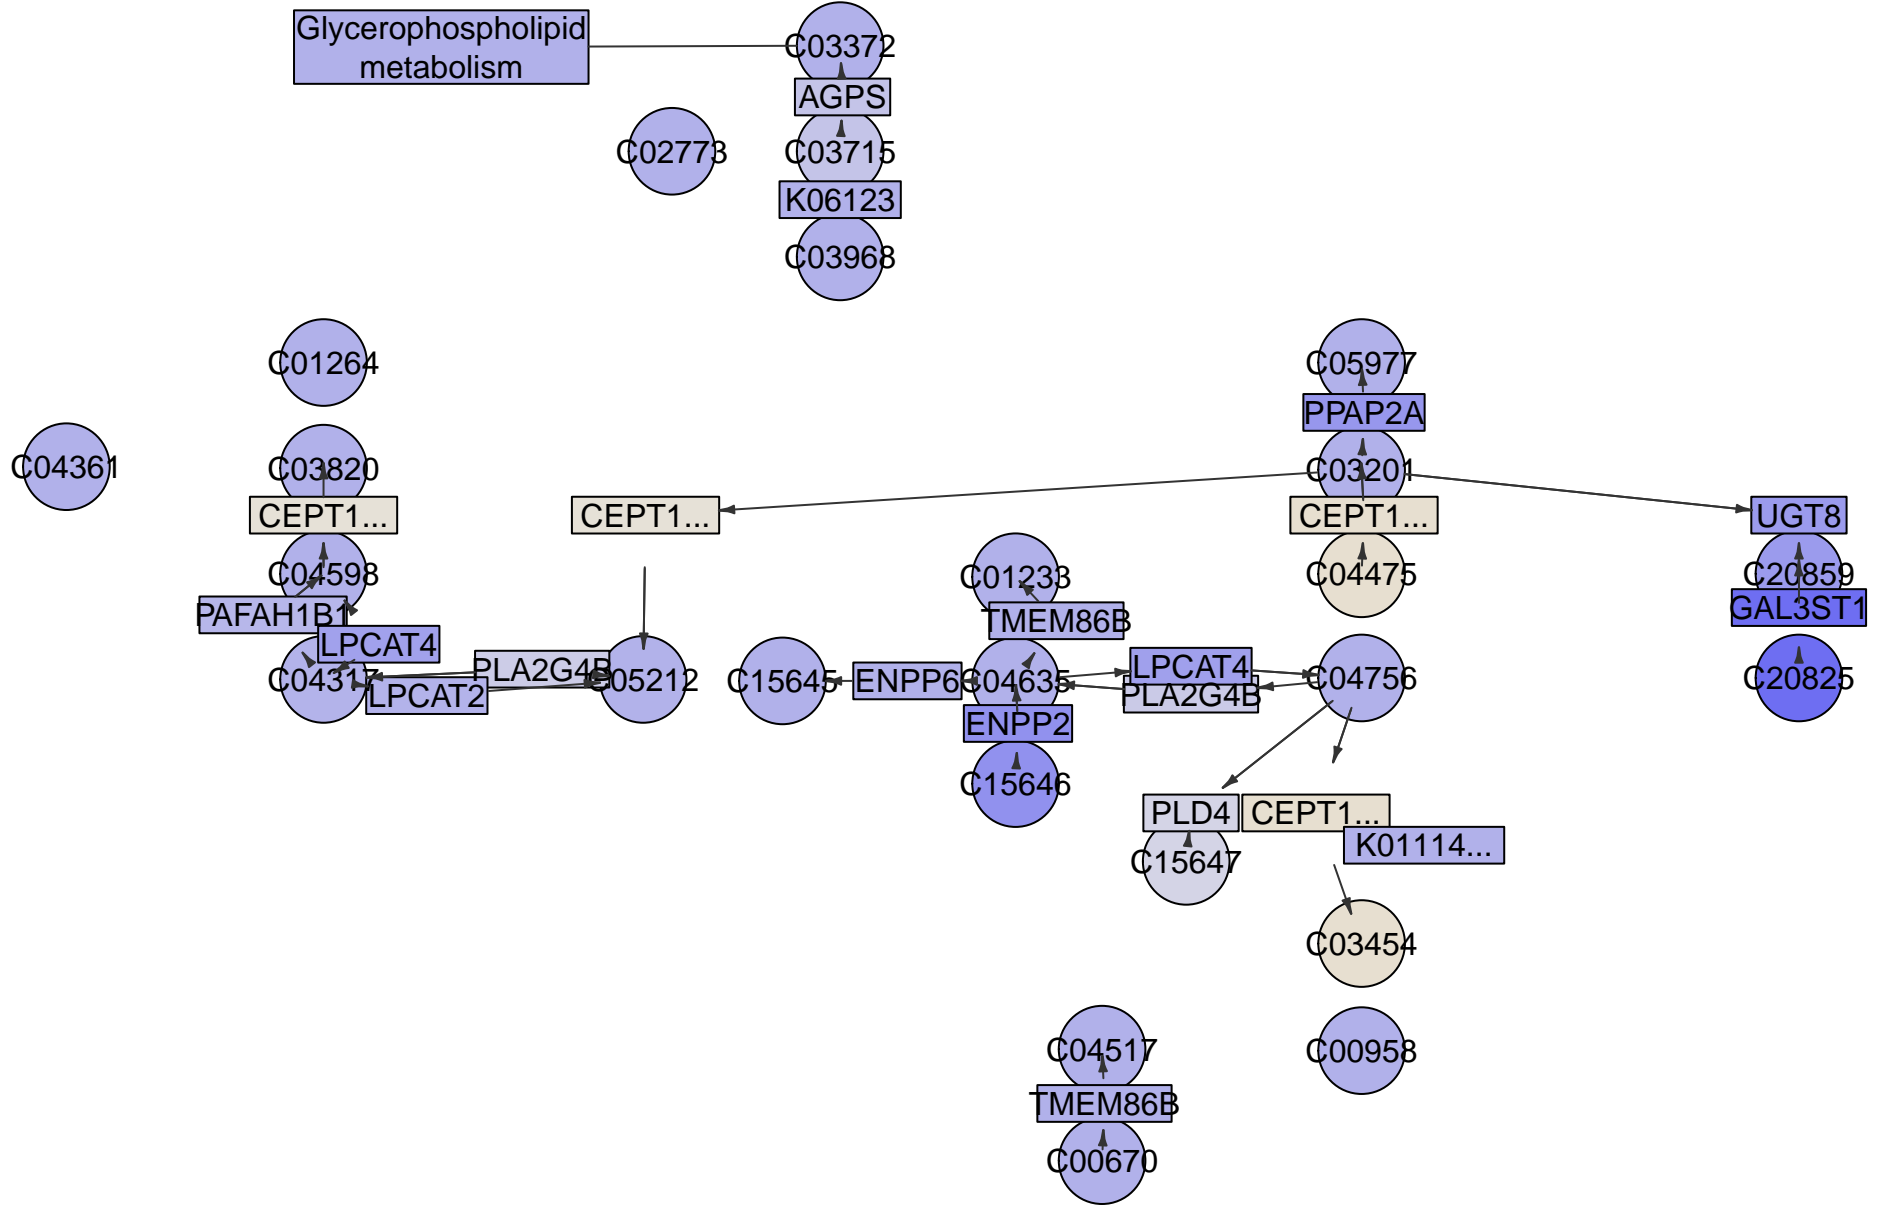 Glycerophospholipid
metabolism
C03372
AGPS
C02773
C03715
K06123
C03968
C01264
C05977
PPAP2A
C04361
C03820
C03201
CEPT1...
CEPT1...
CEPT1...
UGT8
C04598
C01233
C04475
C20859
PAFAH1B1
TMEM86B
GAL3ST1
LPCAT4
C04317
PLA2G4B
C05212
LPCAT2
C15645
ENPP6
C04635
LPCAT4
PLA2G4B
C04756
C20825
ENPP2
C15646
PLD4
CEPT1...
K01114...
C15647
C03454
C04517
C00958
TMEM86B
C00670